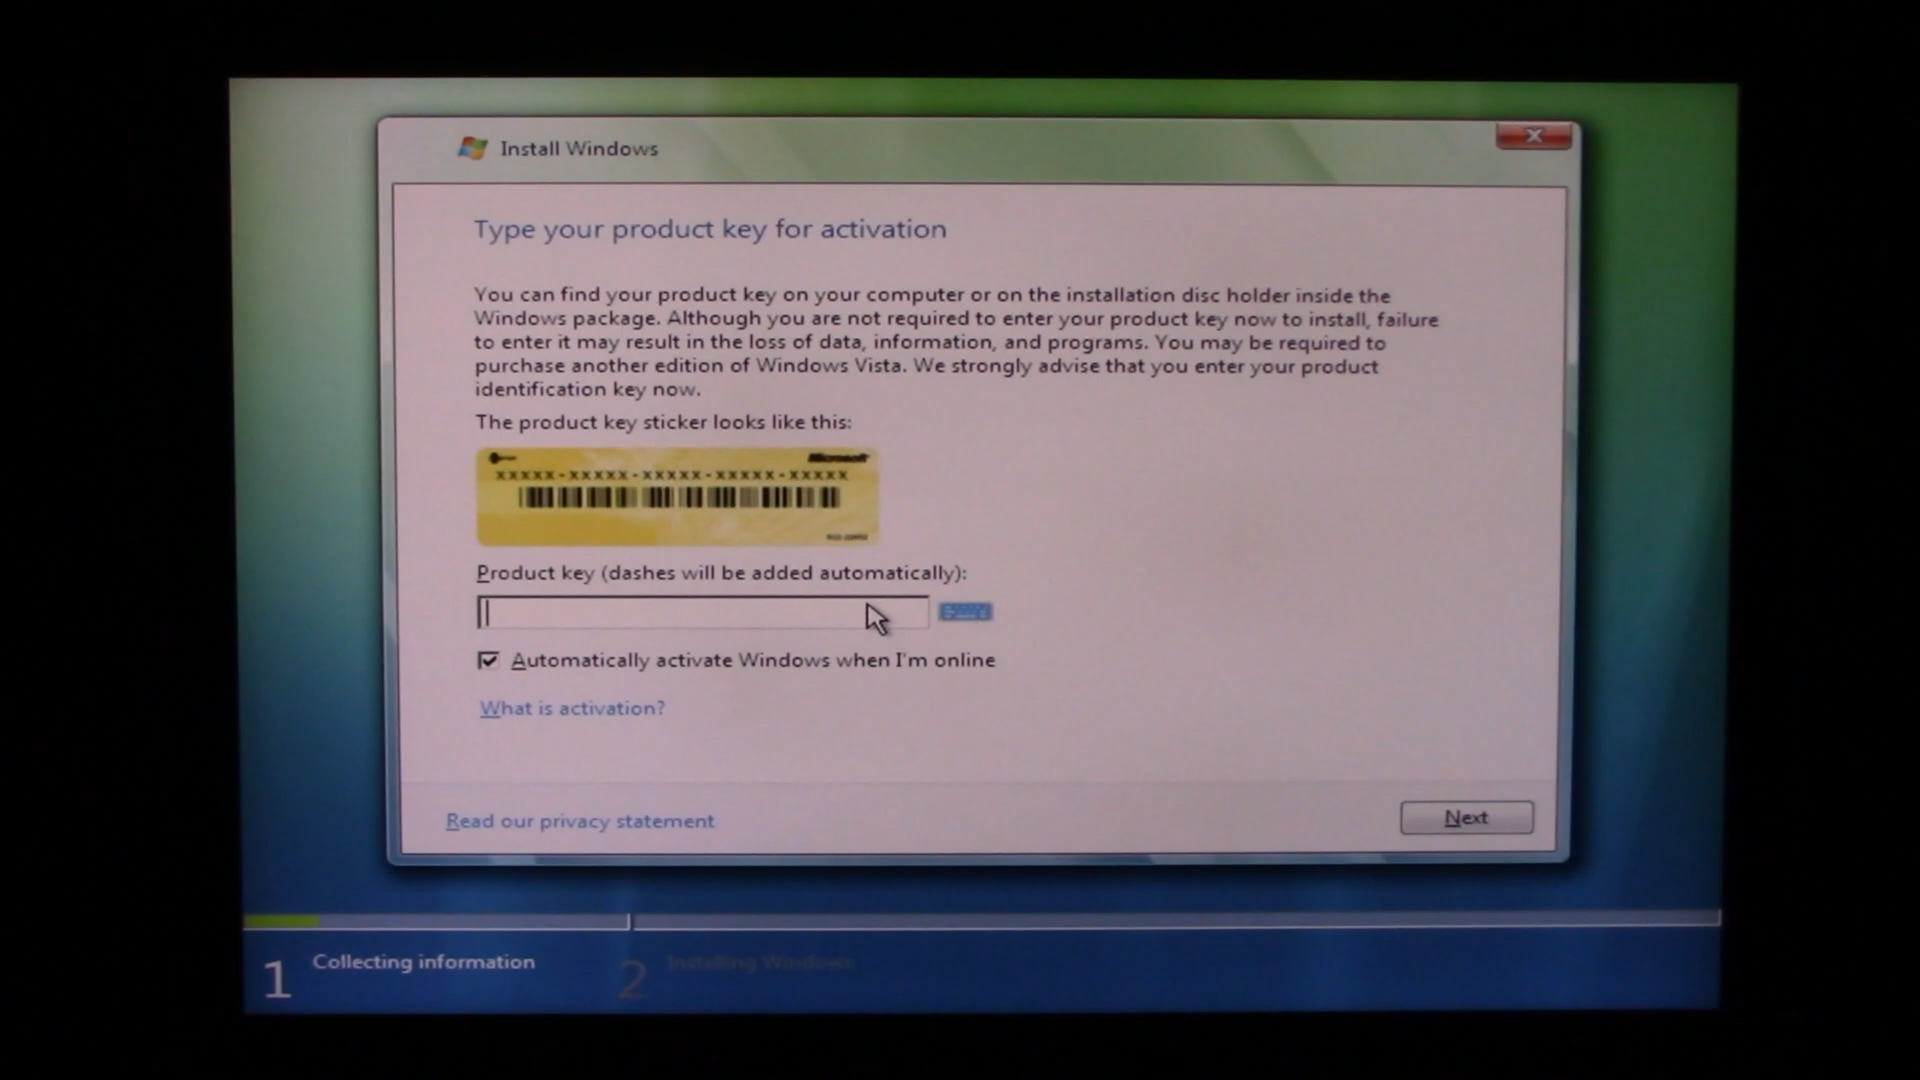 Install Windows
Type your product key for activation
You can find your product key on your computer or on the installation disc holder inside the
Windows package. Although you are not required to enter your product key now to install, failure
to enter it may result in the loss of data, information, and programs. You may be required to
purchase another edition of Windows Vista. We strongly advise that you enter your product
identification key now.
The product key sticker looks like this:
Microsoft
XXXXX-XXXXX-XXXXX-XXXXX-XXXXX
Product key (dashes will be added automatically):
Automatically activate Windows when I'm online
What is activation?
Read our privacy statement
Next
1 Collecting information
2 Installing Windows